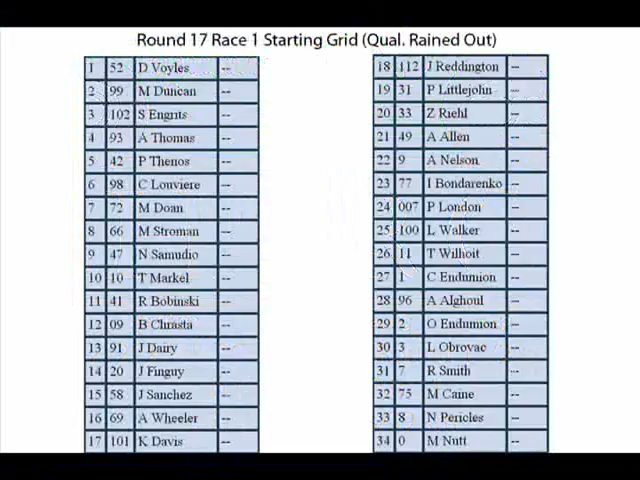 Round 17 Race 1 Starting Grid (Qual. Rained Out)
1 52 D Voyles --
2 99 M Duncan --
3 102 S Engrits --
4 93 A Thomas --
5 42 P Thenos --
6 98 C Louviere --
7 72 M Doan --
8 66 M Stroman --
9 47 N Samudio --
10 10 T Markel --
11 41 R Bobinski --
12 09 B Chrasta --
13 91 J Dairy --
14 20 J Finguy --
15 58 J Sanchez --
16 69 A Wheeler --
17 101 K Davis --
18 112 J Reddington --
19 31 P Littlejohn --
20 33 Z Riehl --
21 49 A Allen --
22 9 A Nelson --
23 77 I Bondarenko --
24 007 P London --
25 100 L Walker --
26 11 T Wilhoit --
27 1 C Endumion --
28 96 A Alghoul --
29 2 O Endumion --
30 3 L Obrovac --
31 7 R Smith --
32 75 M Caine --
33 8 N Pericles --
34 0 M Nutt --